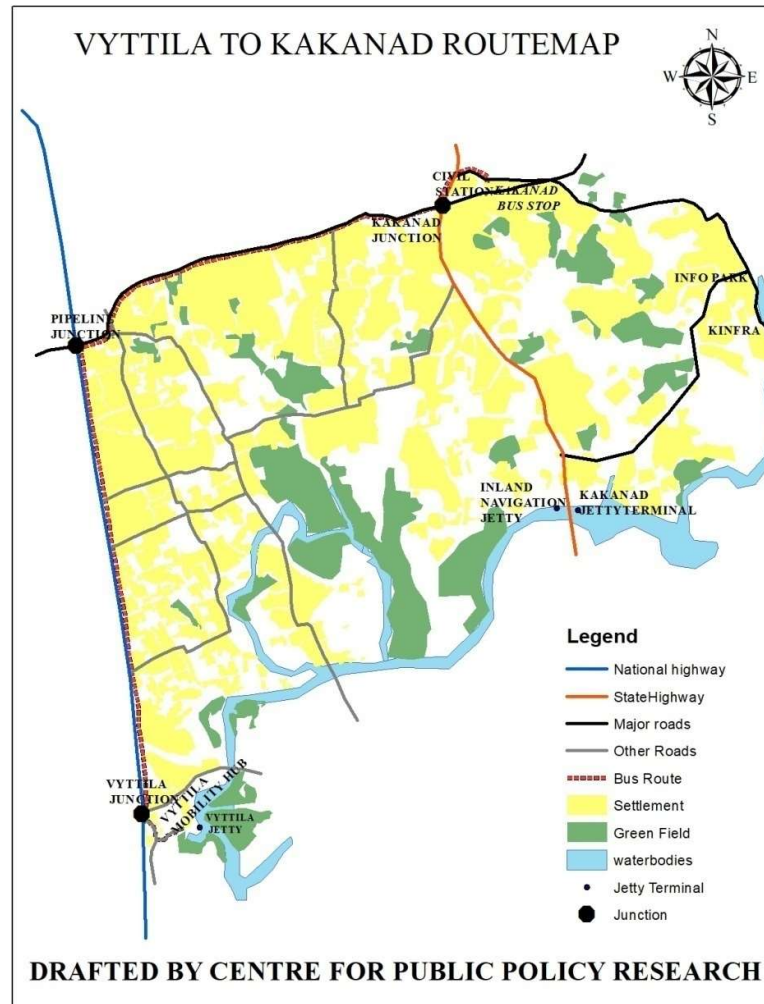 VYTTILA TO KAKANAD ROUTEMAP
N
W
E
S
CIVIL
STATION
KAKANAD
BUS STOP
KAKANAD
JUNCTION
INFO PARK
PIPELINE
JUNCTION
KINFRA
INLAND
NAVIGATION
JETTY
KAKANAD
JETTYTERMINAL
VYTTILA
JUNCTION
VYTTILA
MOBILITY HUB
VYTTILA
JETTY
Legend
National highway
StateHighway
Major roads
Other Roads
Bus Route
Settlement
Green Field
waterbodies
Jetty Terminal
Junction
DRAFTED BY CENTRE FOR PUBLIC POLICY RESEARCH